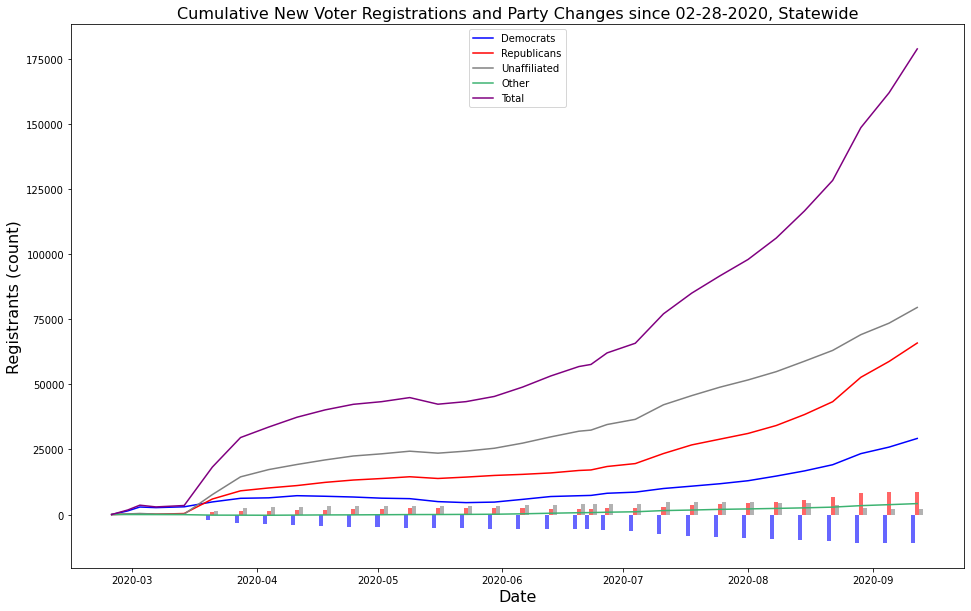 Cumulative New Voter Registrations and Party Changes since 02-28-2020, Statewide
Democrats
Republicans
Unaffiliated
Other
Total
Registrants (count)
175000
150000
125000
100000
75000
50000
25000
0
2020-03 2020-04 2020-05 2020-06 2020-07 2020-08 2020-09
Date